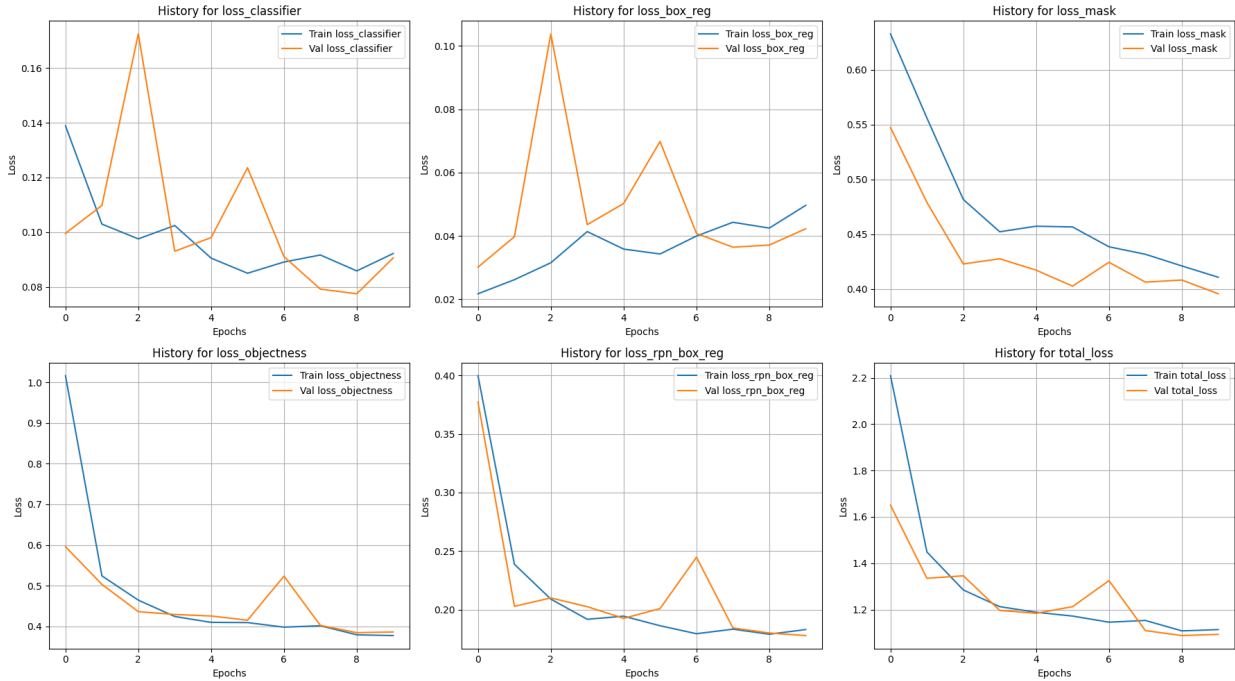 History for loss_classifier
Train loss_classifier
Val loss_classifier
0.16
0.14
0.12
0.10
0.08
Loss
0 2 4 6 8
Epochs
History for loss_box_reg
Train loss_box_reg
Val loss_box_reg
0.10
0.08
0.06
0.04
0.02
Loss
0 2 4 6 8
Epochs
History for loss_mask
Train loss_mask
Val loss_mask
0.60
0.55
0.50
0.45
0.40
Loss
0 2 4 6 8
Epochs
History for loss_objectness
Train loss_objectness
Val loss_objectness
1.0
0.9
0.8
0.7
0.6
0.5
0.4
Loss
0 2 4 6 8
Epochs
History for loss_rpn_box_reg
Train loss_rpn_box_reg
Val loss_rpn_box_reg
0.40
0.35
0.30
0.25
0.20
Loss
0 2 4 6 8
Epochs
History for total_loss
Train total_loss
Val total_loss
2.2
2.0
1.8
1.6
1.4
1.2
Loss
0 2 4 6 8
Epochs